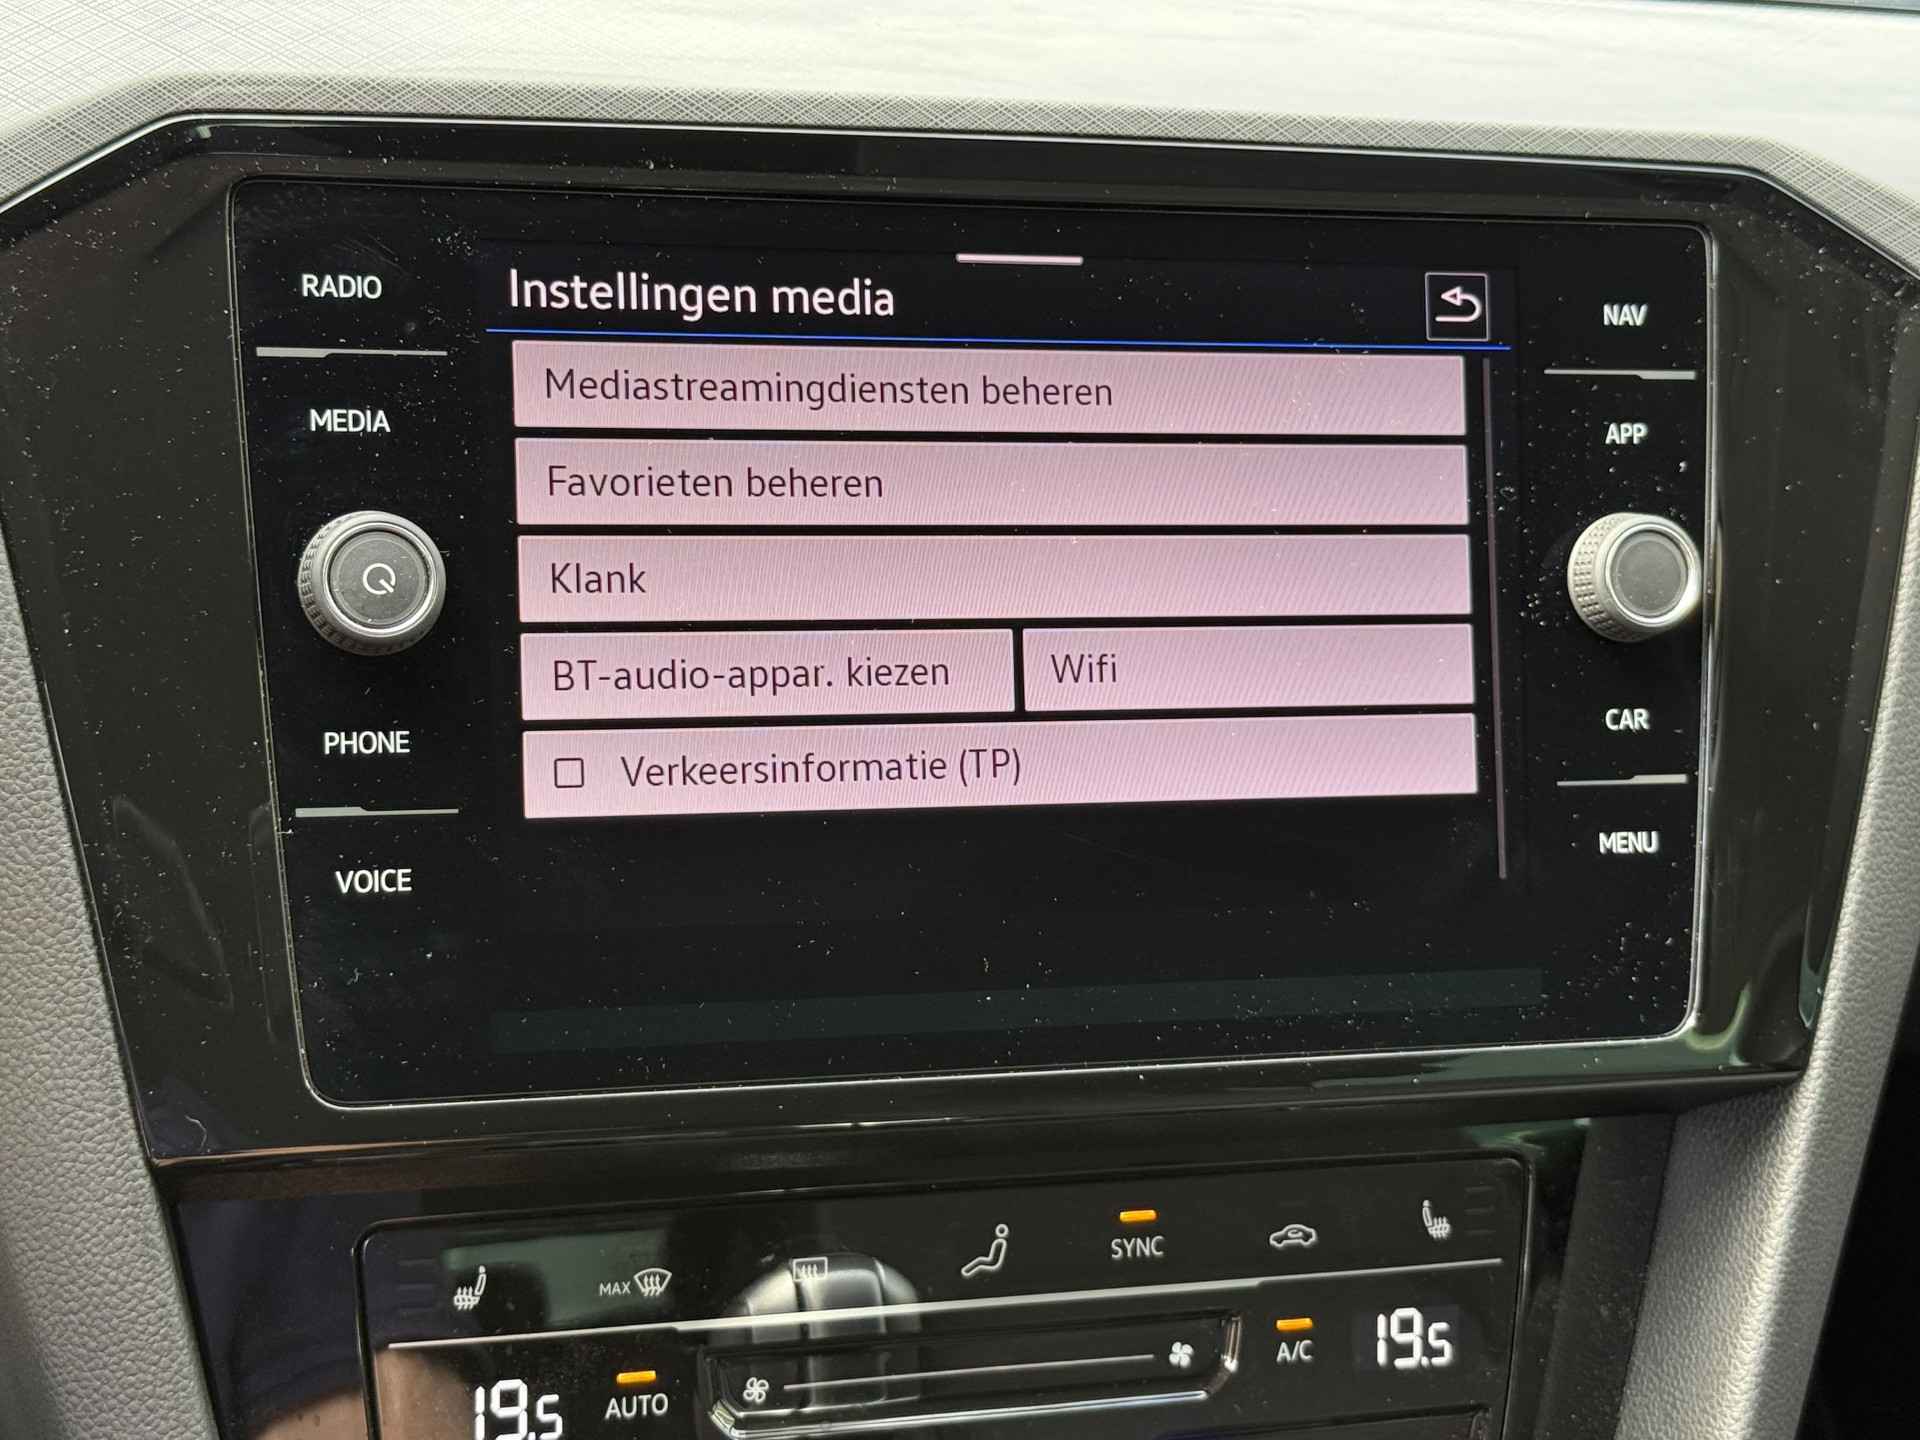 RADIO
MEDIA
PHONE
VOICE
Instellingen media
Mediastreamingdiensten beheren
Favorieten beheren
Klank
BT-audio-appar. kiezen
Wifi
Verkeersinformatie (TP)
NAV
APP
CAR
MENU
MAX
SYNC
19.5
AUTO
A/C
19.5